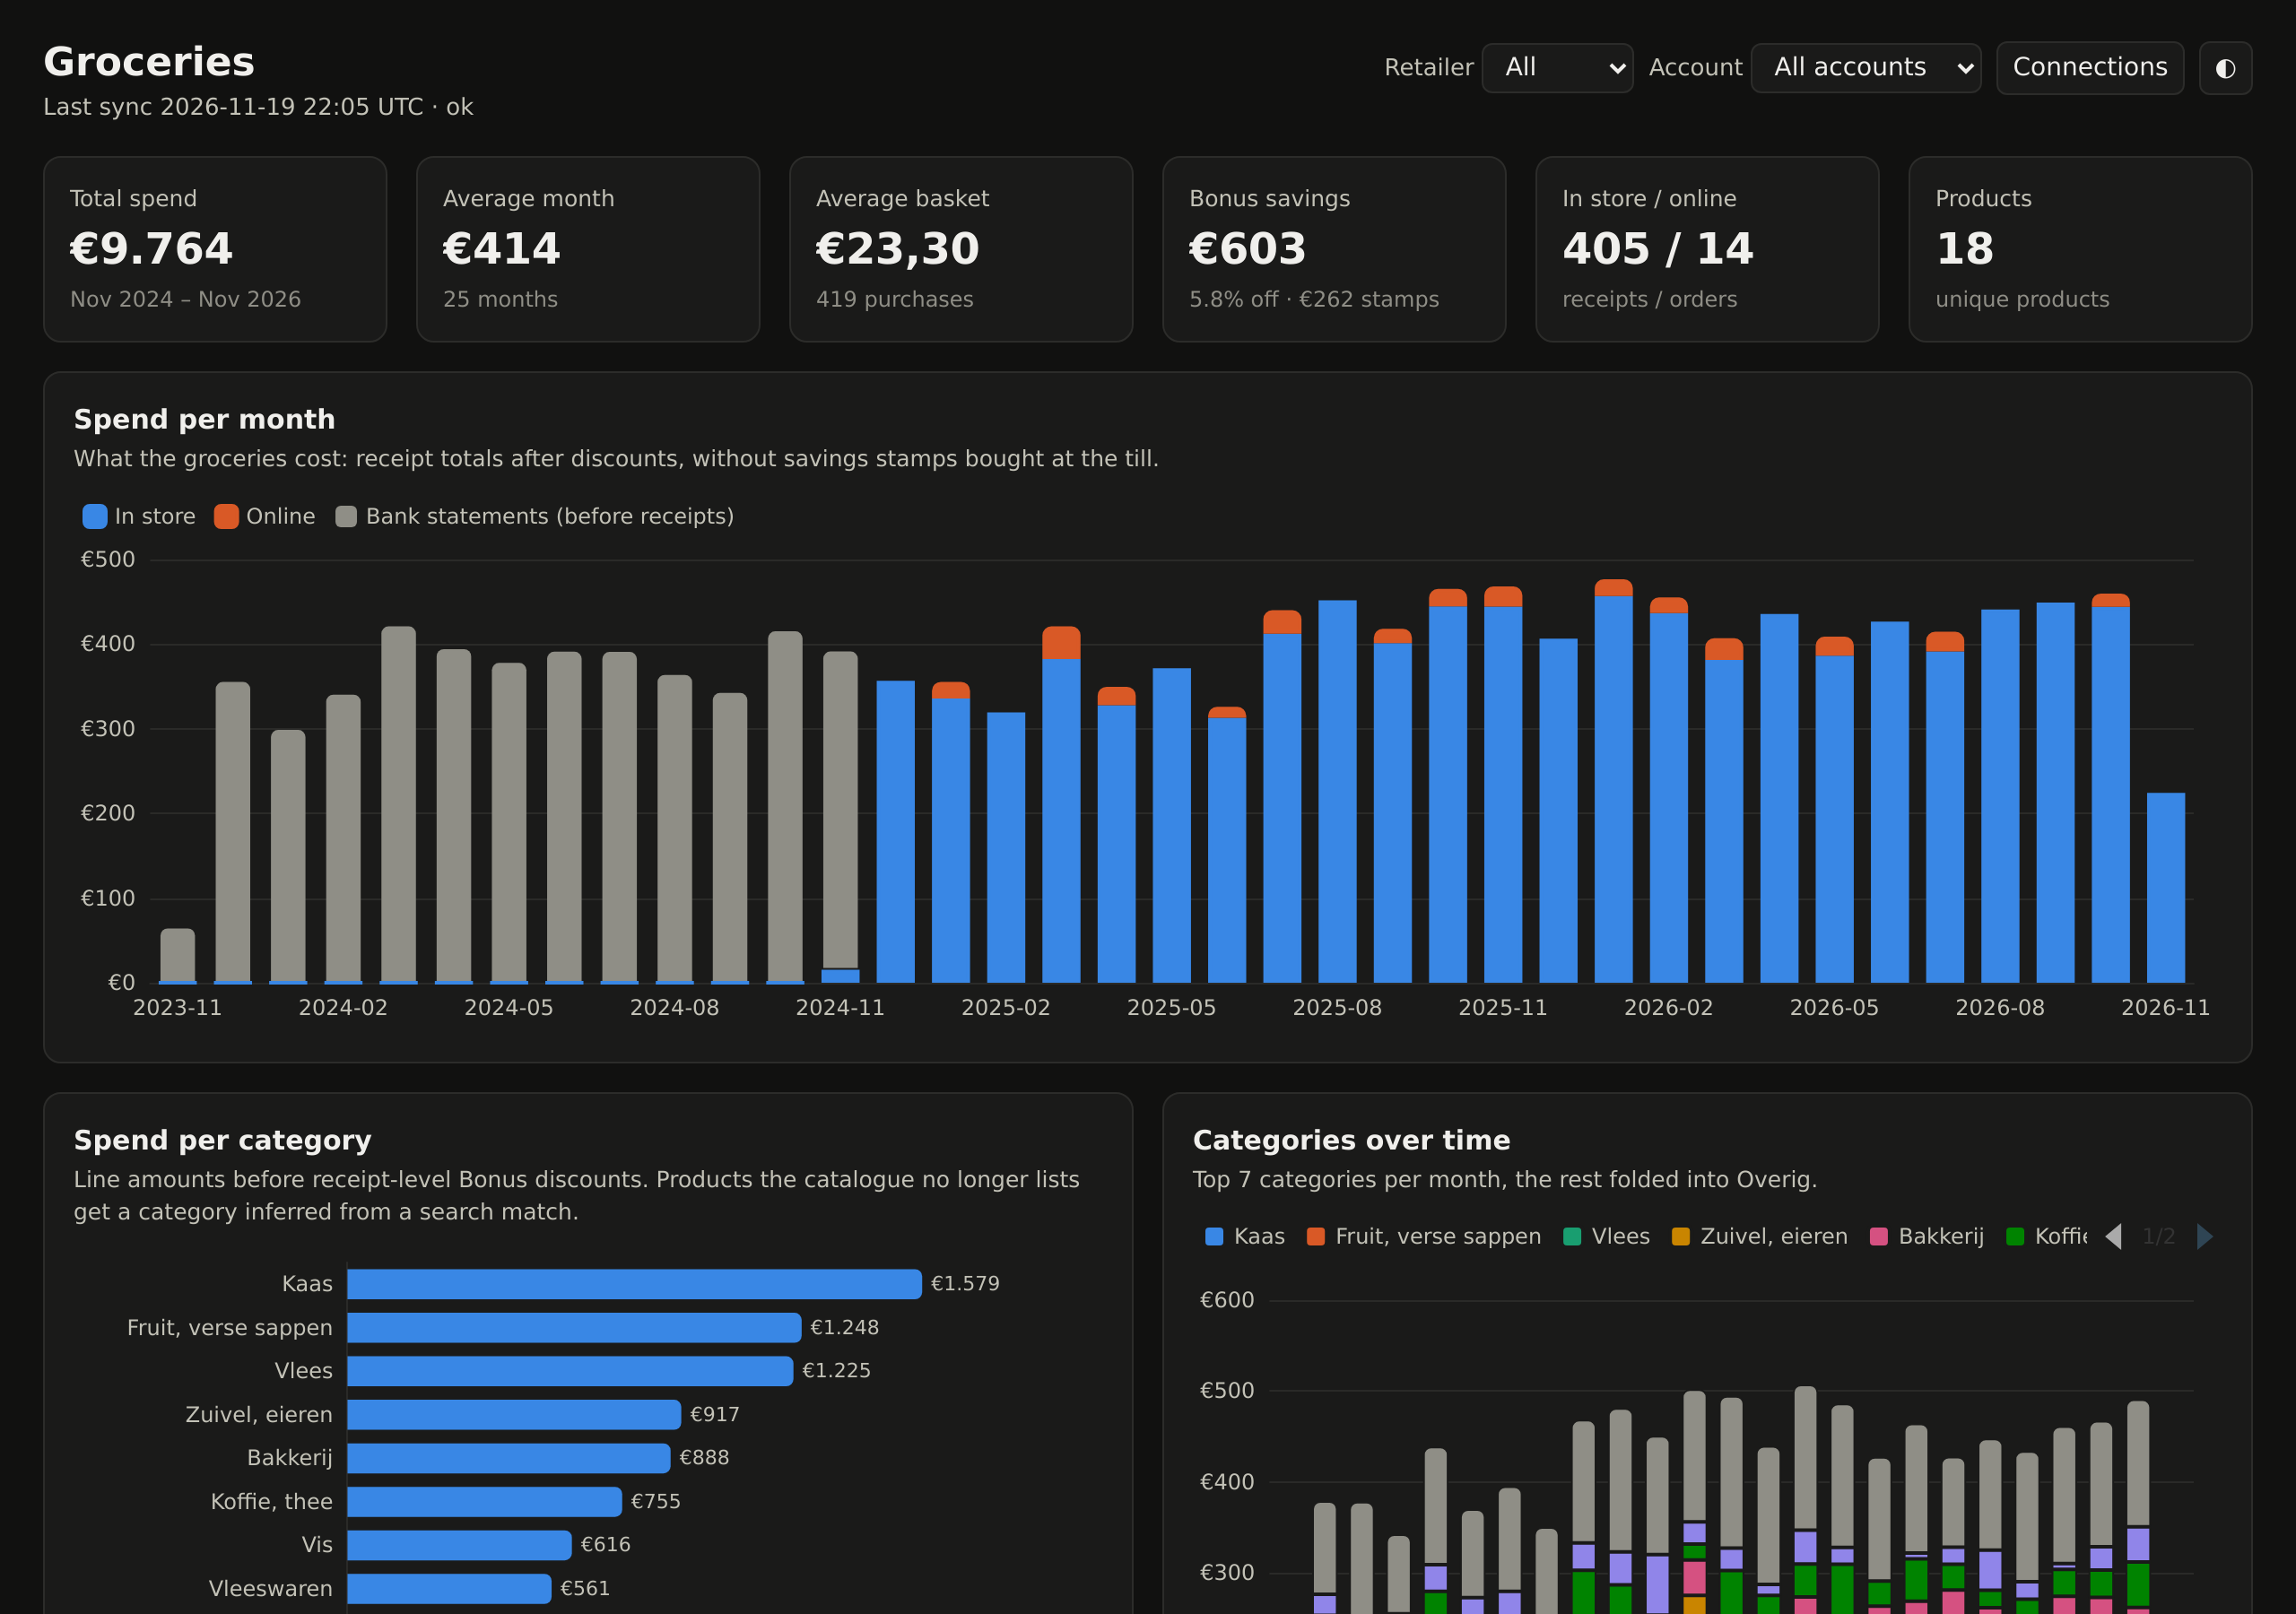 Groceries
Last sync 2026-11-19 22:05 UTC · ok
Retailer All Account All accounts Connections
Total spend
€9.764
Nov 2024 – Nov 2026
Average month
€414
25 months
Average basket
€23,30
419 purchases
Bonus savings
€603
5.8% off · €262 stamps
In store / online
405 / 14
receipts / orders
Products
18
unique products
Spend per month
What the groceries cost: receipt totals after discounts, without savings stamps bought at the till.
In store Online Bank statements (before receipts)
€500
€400
€300
€200
€100
€0
2023-11 2024-02 2024-05 2024-08 2024-11 2025-02 2025-05 2025-08 2025-11 2026-02 2026-05 2026-08 2026-11
Spend per category
Line amounts before receipt-level Bonus discounts. Products the catalogue no longer lists
get a category inferred from a search match.
Kaas €1.579
Fruit, verse sappen €1.248
Vlees €1.225
Zuivel, eieren €917
Bakkerij €888
Koffie, thee €755
Vis €616
Vleeswaren €561
Categories over time
Top 7 categories per month, the rest folded into Overig.
Kaas Fruit, verse sappen Vlees Zuivel, eieren Bakkerij Koffie 1/2
€600
€500
€400
€300